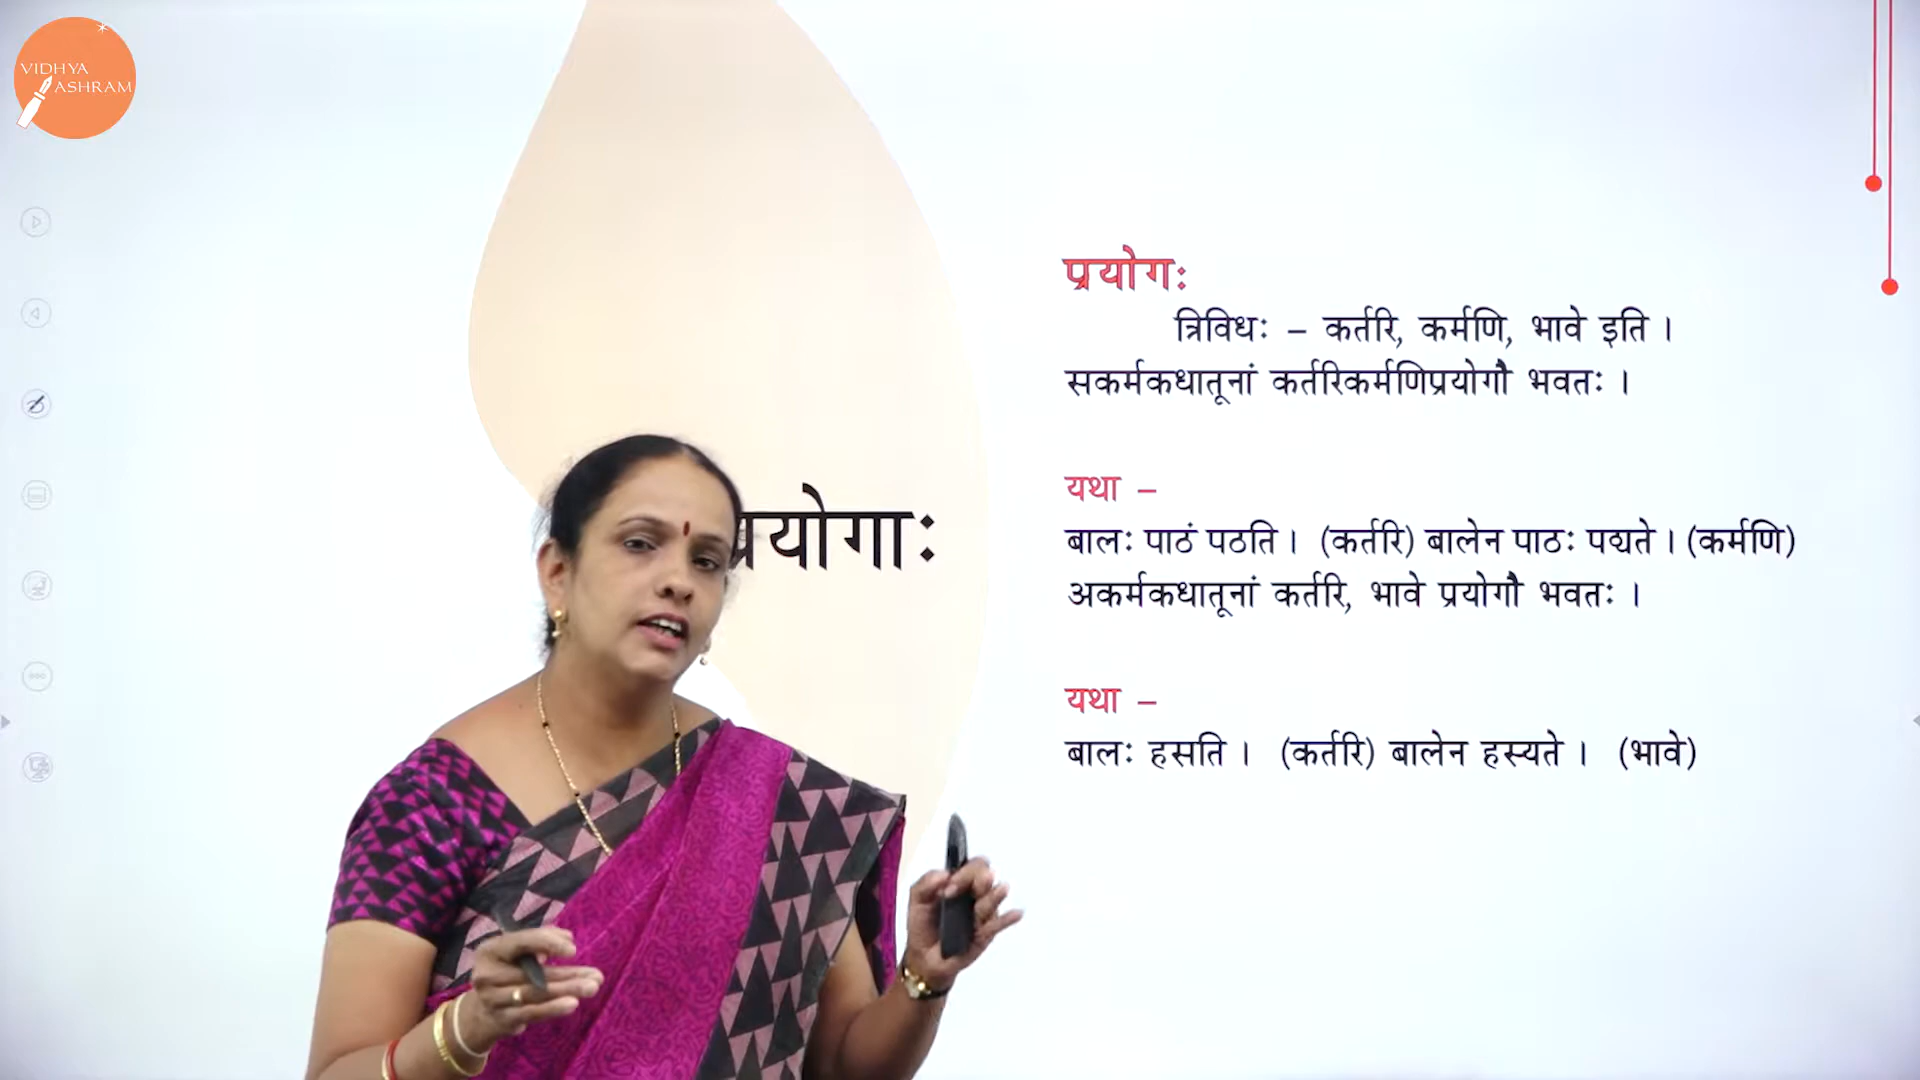 VIDHYA
ASHRAM
प्रयोगाः
प्रयोगः
त्रिविधः – कर्तरि, कर्मणि, भावे इति ।
सकर्मकधातूनां कर्तरिकर्मणिप्रयोगौ भवतः ।
यथा –
बालः पाठं पठति । (कर्तरि) बालेन पाठः पठ्यते । (कर्मणि)
अकर्मकधातूनां कर्तरि, भावे प्रयोगौ भवतः ।
यथा –
बालः हसति । (कर्तरि) बालेन हस्यते । (भावे)